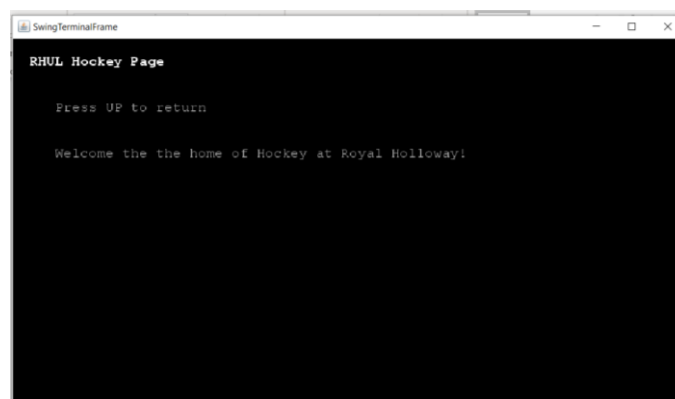 SwingTerminalFrame
RHUL Hockey Page
Press UP to return
Welcome the the home of Hockey at Royal Holloway!